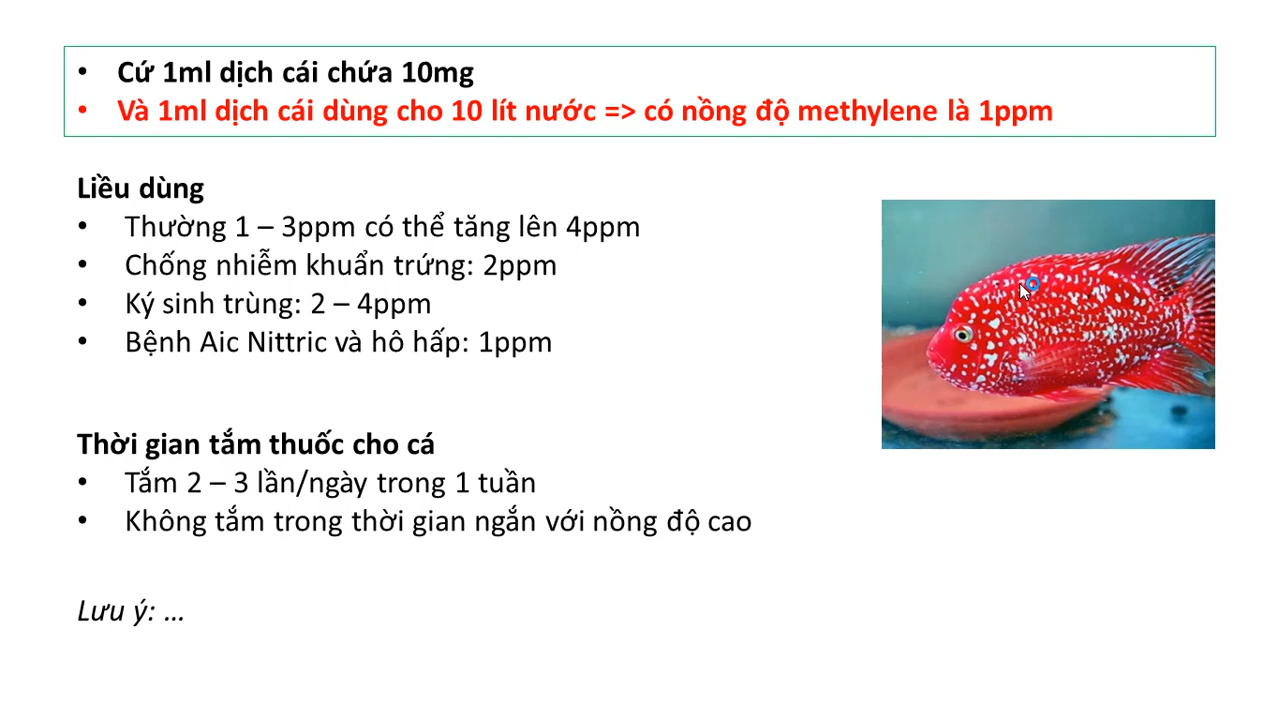 • Cứ 1ml dịch cái chứa 10mg
• Và 1ml dịch cái dùng cho 10 lít nước => có nồng độ methylene là 1ppm
Liều dùng
• Thường 1 – 3ppm có thể tăng lên 4ppm
• Chống nhiễm khuẩn trứng: 2ppm
• Ký sinh trùng: 2 – 4ppm
• Bệnh Aic Nittric và hô hấp: 1ppm
Thời gian tắm thuốc cho cá
• Tắm 2 – 3 lần/ngày trong 1 tuần
• Không tắm trong thời gian ngắn với nồng độ cao
Lưu ý: ...